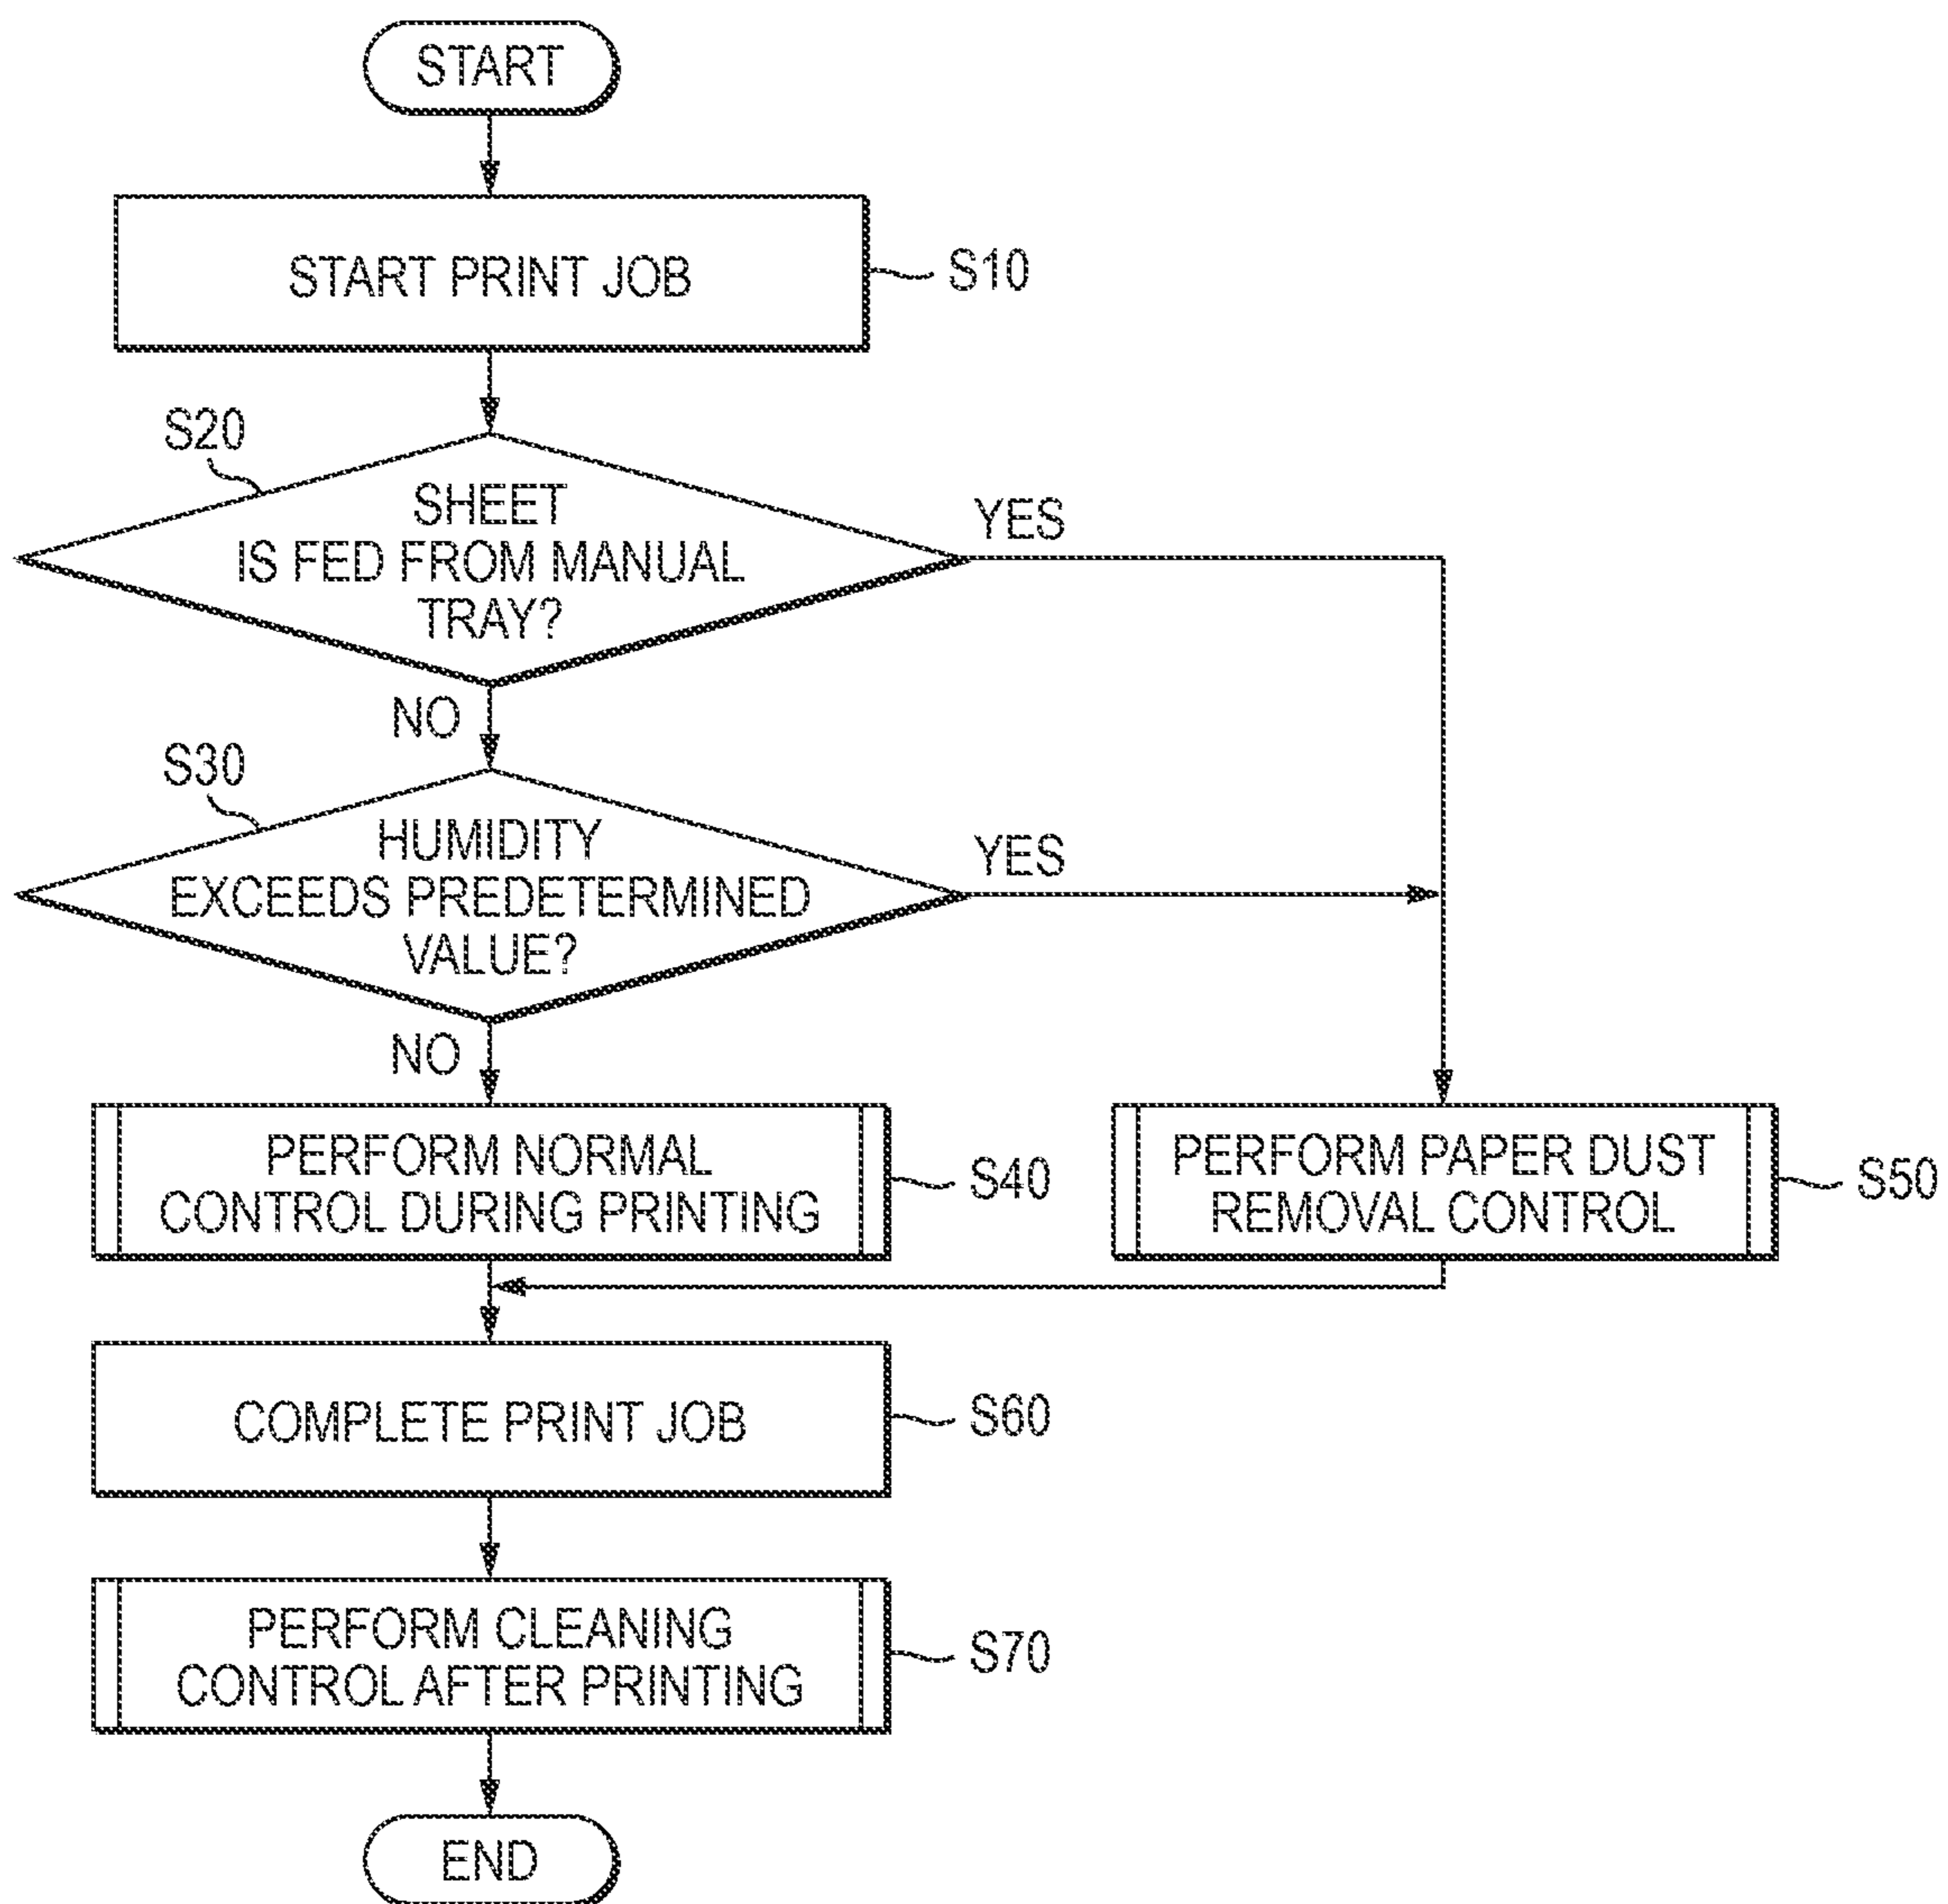 START
START PRINT JOB
S10
S20
SHEET
IS FED FROM MANUAL
TRAY?
YES
NO
S30
HUMIDITY
EXCEEDS PREDETERMINED
VALUE?
YES
NO
PERFORM NORMAL
CONTROL DURING PRINTING
S40
PERFORM PAPER DUST
REMOVAL CONTROL
S50
COMPLETE PRINT JOB
S60
PERFORM CLEANING
CONTROL AFTER PRINTING
S70
END